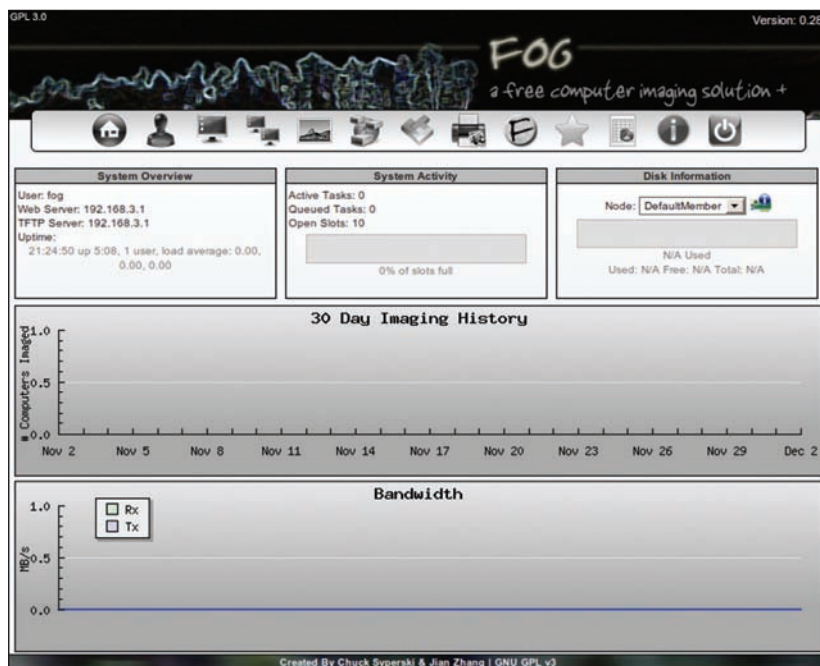 GPL 3.0
Version: 0.28
FOG
a free computer imaging solution +
System Overview
User: fog
Web Server: 192.168.3.1
TFTP Server: 192.168.3.1
Uptime:
21:24:50 up 5:08, 1 user, load average: 0.00,
0.00, 0.00
System Activity
Active Tasks: 0
Queued Tasks: 0
Open Slots: 10
0% of slots full
Disk Information
Node: DefaultMember
N/A Used
Used: N/A Free: N/A Total: N/A
30 Day Imaging History
Computers Imaged
1.0
0.5
0.0
Nov 2 Nov 5 Nov 8 Nov 11 Nov 14 Nov 17 Nov 20 Nov 23 Nov 26 Nov 29 Dec 2
Bandwidth
Rx
Tx
MB/s
1.0
0.5
0.0
Created By Chuck Syperski & Jian Zhang | GNU GPL v3